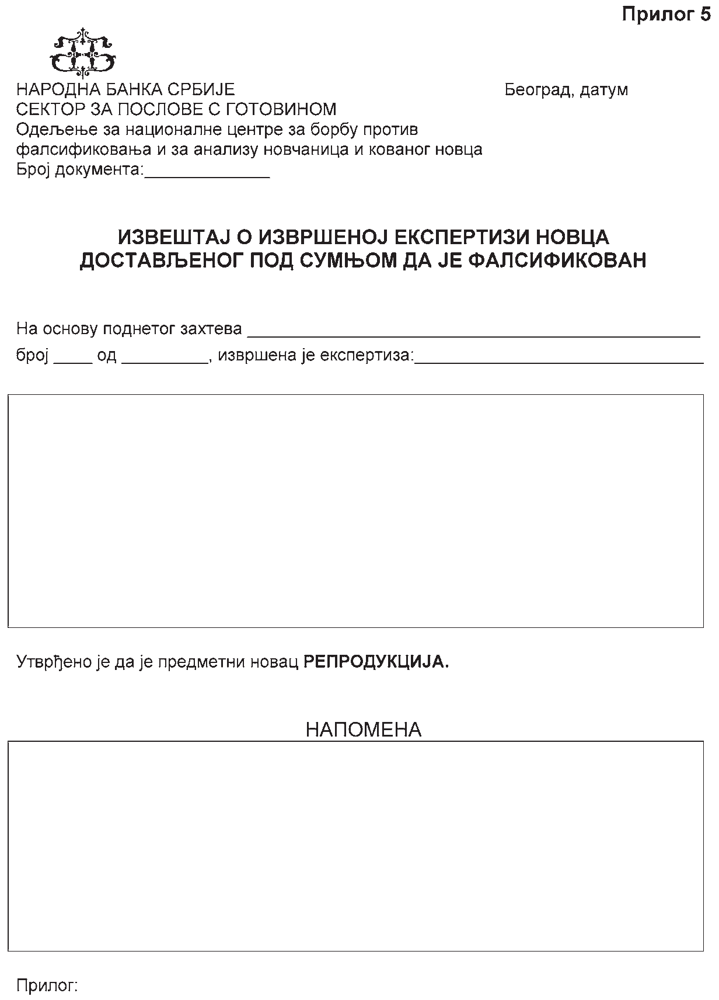 Прилог 5
НАРОДНА БАНКА СРБИЈЕ
Београд, датум
СЕКТОР ЗА ПОСЛОВЕ С ГОТОВИНОМ
Одељење за националне центре за борбу против
фалсификовања и за анализу новчаница и кованог новца
Број документа:_____________
ИЗВЕШТАЈ О ИЗВРШЕНОЈ ЕКСПЕРТИЗИ НОВЦА
ДОСТАВЉЕНОГ ПОД СУМЊОМ ДА ЈЕ ФАЛСИФИКОВАН
На основу поднетог захтева _______________________________________________
број ____ од _________, извршена је експертиза:______________________________
Утврђено је да је предметни новац РЕПРОДУКЦИЈА.
НАПОМЕНА
Прилог: